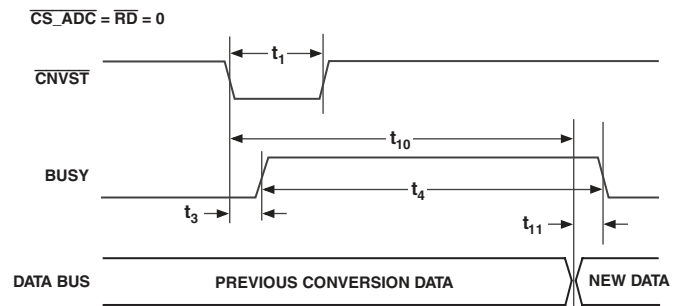 CS_ADC = RD = 0
t1
CNVST
t10
BUSY
t4
t3
t11
DATA BUS PREVIOUS CONVERSION DATA NEW DATA